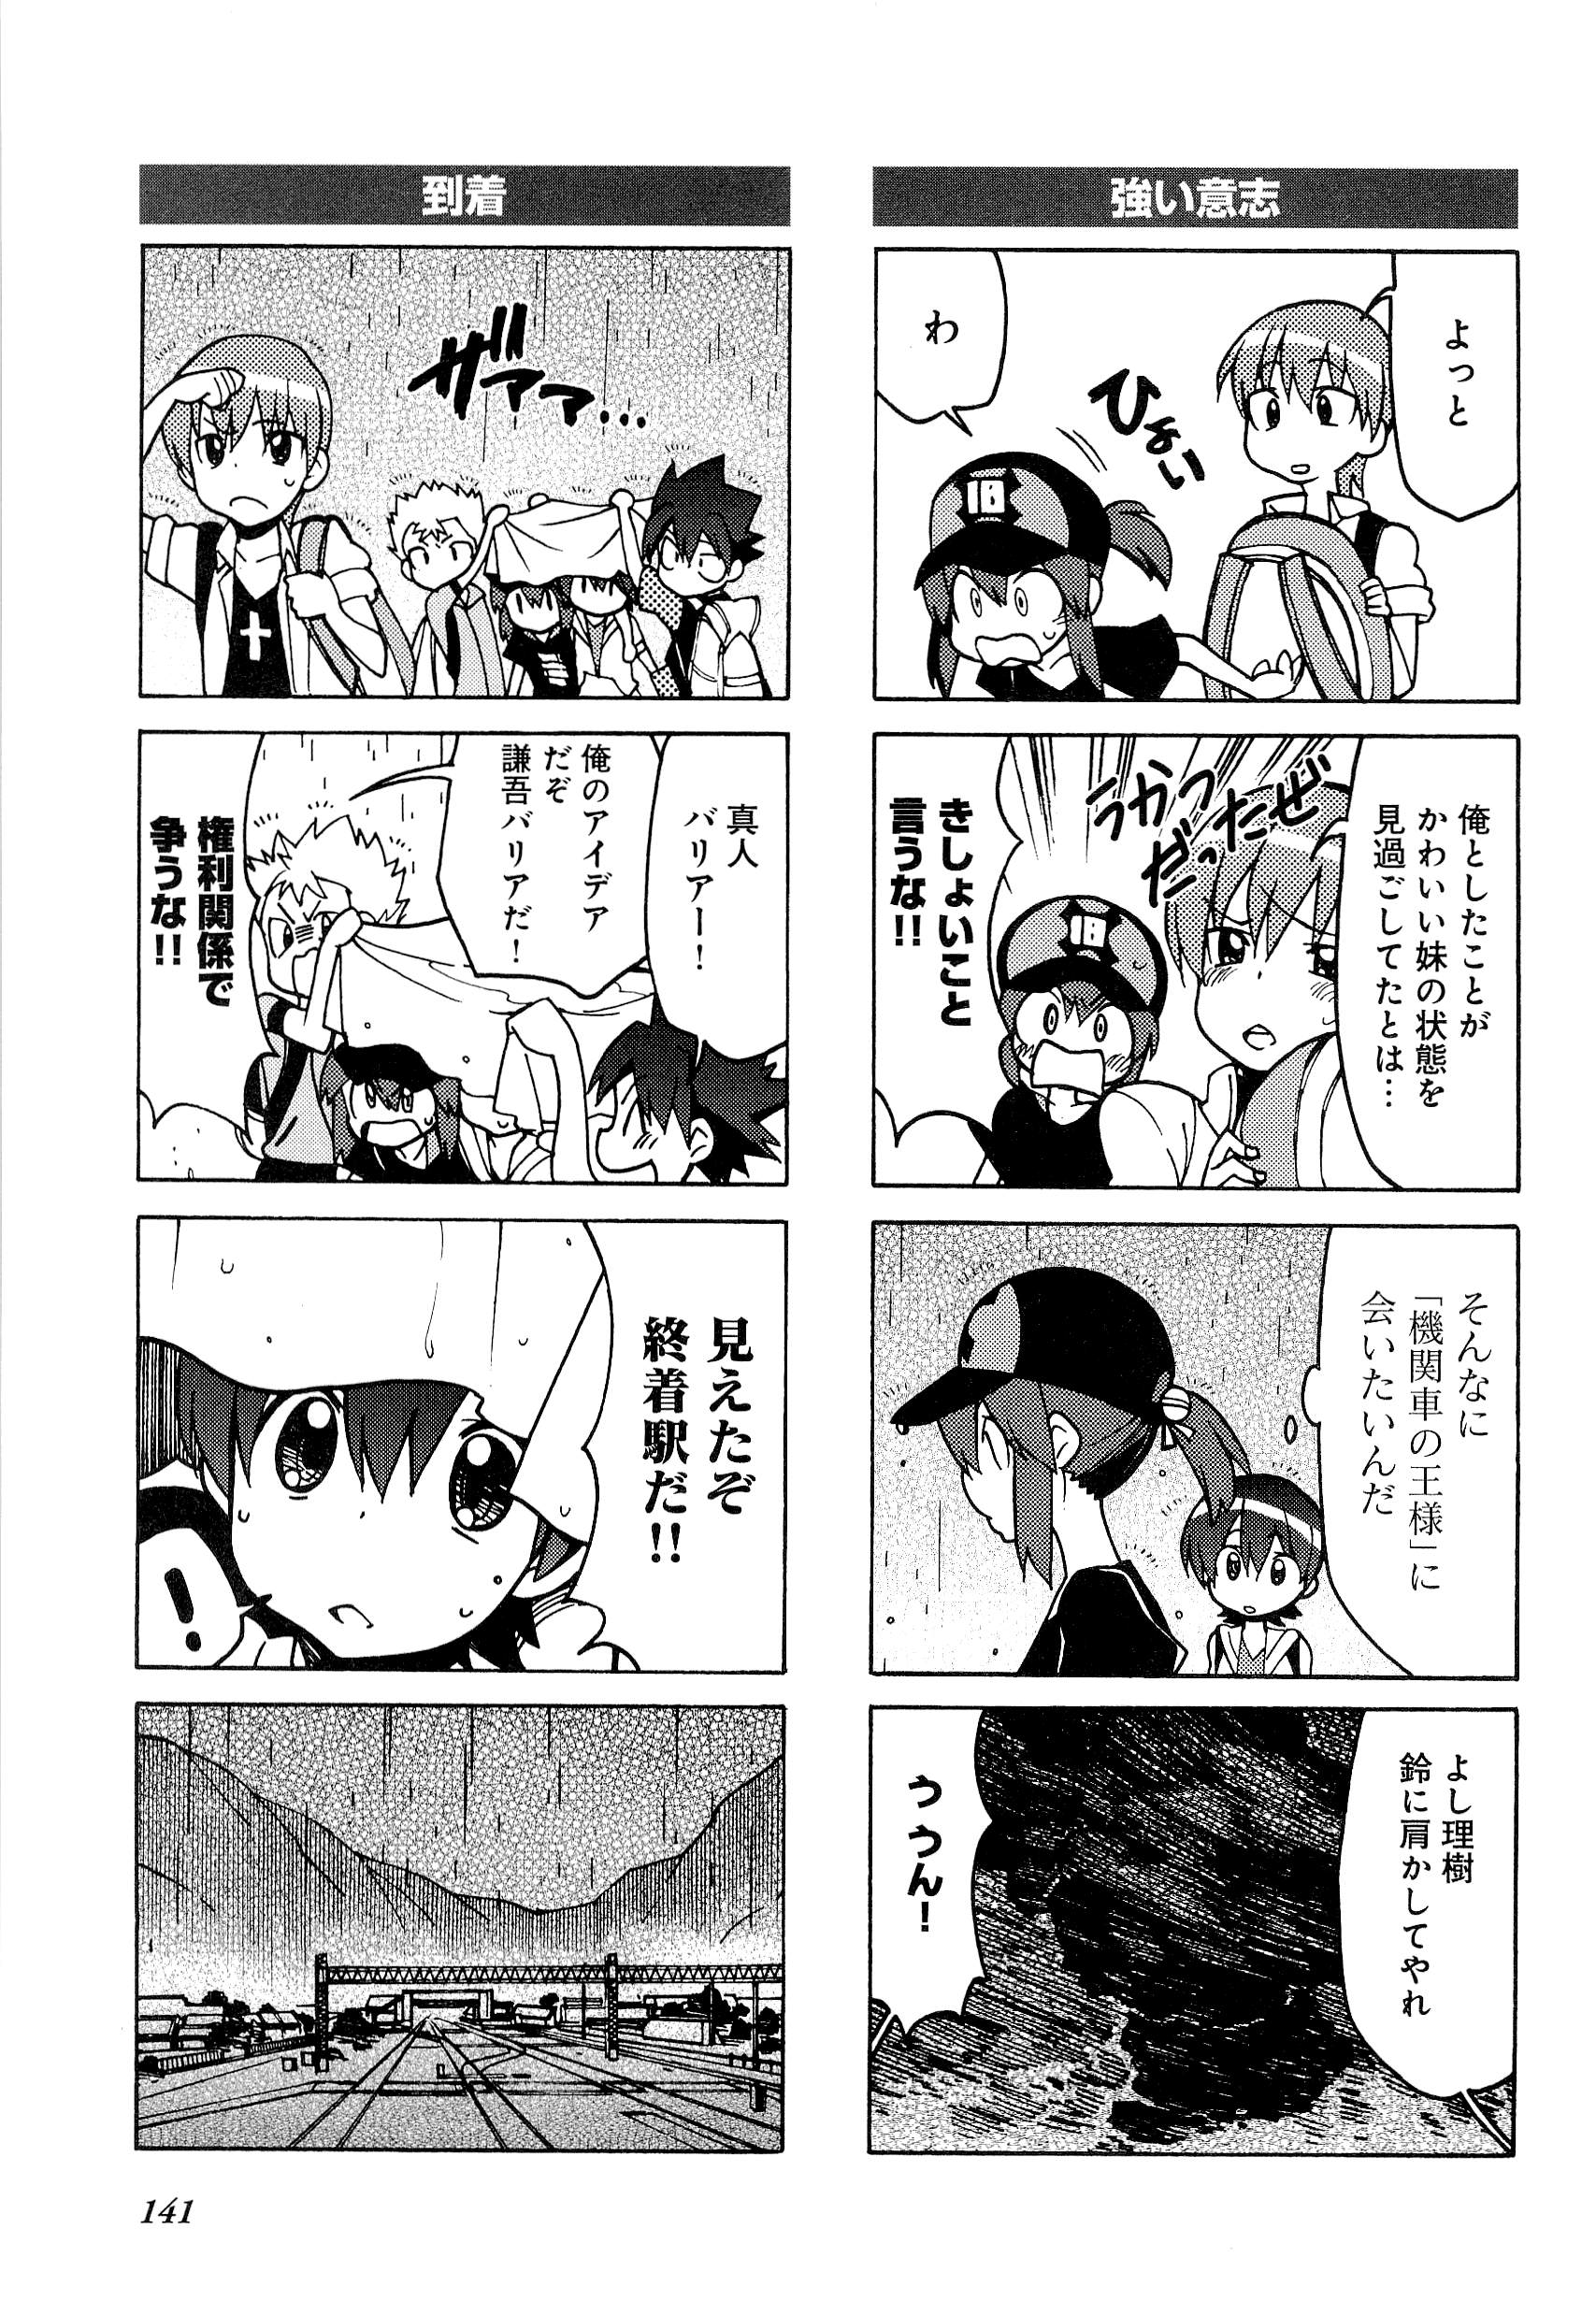 強い意志
よっと
ひょい
わ
俺としたことが
かわいい妹の状態を
見過ごしてたとは…
うかつ
だったぜ
きしょいこと
言うな!!
そんなに
「機関車の王様」に
会いたいんだ
よし理樹
鈴に肩かしてやれ
うん!
到着
ザアアァ…
真人
バリアー!
俺のアイデア
だぞ
謙吾バリアだ!
権利関係で
争うな!!
見えたぞ
終着駅だ!!
!
141